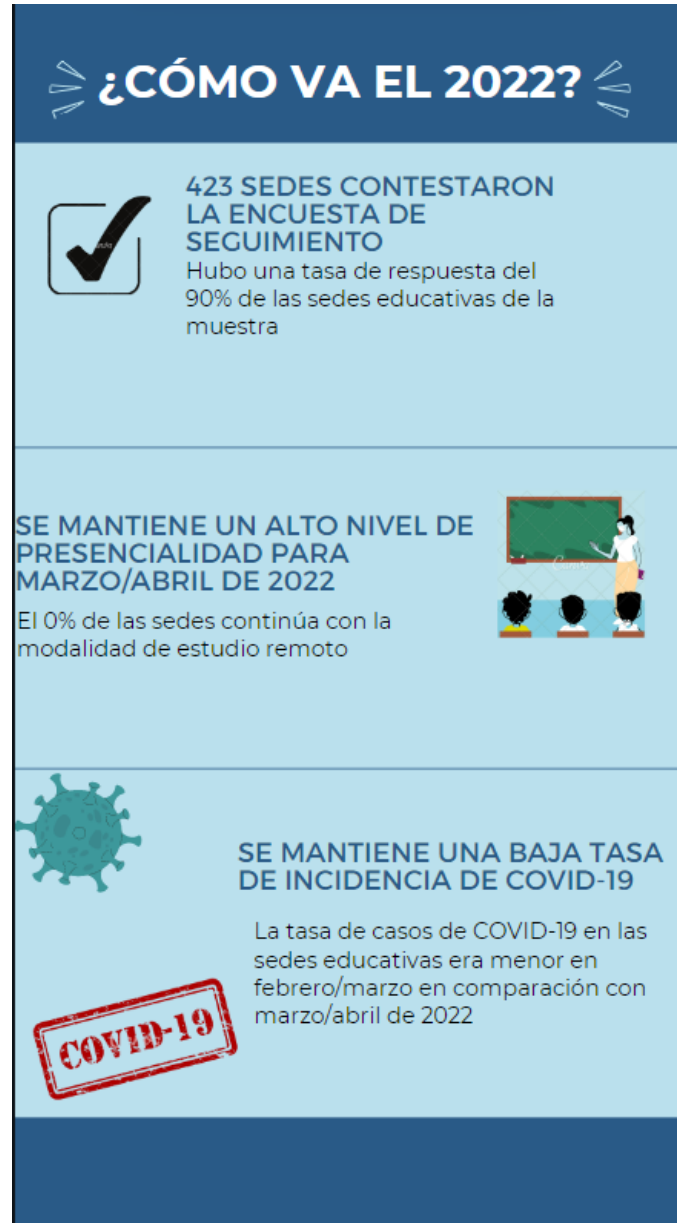 ¿CÓMO VA EL 2022?
423 SEDES CONTESTARON
LA ENCUESTA DE
SEGUIMIENTO
Hubo una tasa de respuesta del
90% de las sedes educativas de la
muestra
SE MANTIENE UN ALTO NIVEL DE
PRESENCIALIDAD PARA
MARZO/ABRIL DE 2022
El 0% de las sedes continúa con la
modalidad de estudio remoto
SE MANTIENE UNA BAJA TASA
DE INCIDENCIA DE COVID-19
La tasa de casos de COVID-19 en las
sedes educativas era menor en
febrero/marzo en comparación con
marzo/abril de 2022
COVID-19